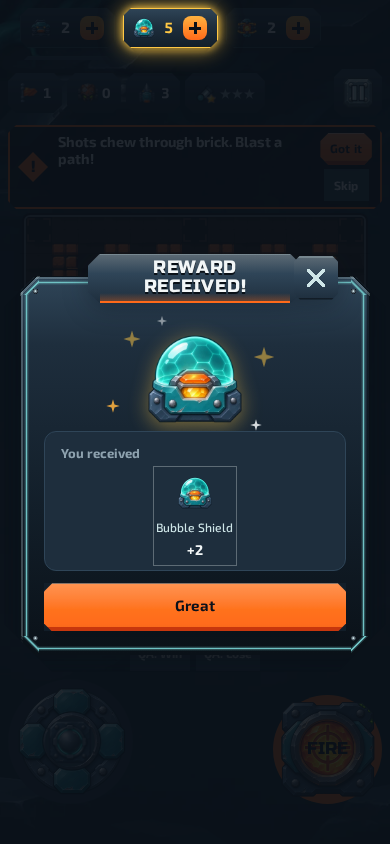 2
5
2
1
0
3
Shots chew through brick. Blast a
path!
Got it
Skip
REWARD
RECEIVED!
You received
Bubble Shield
+2
Great
FIRE